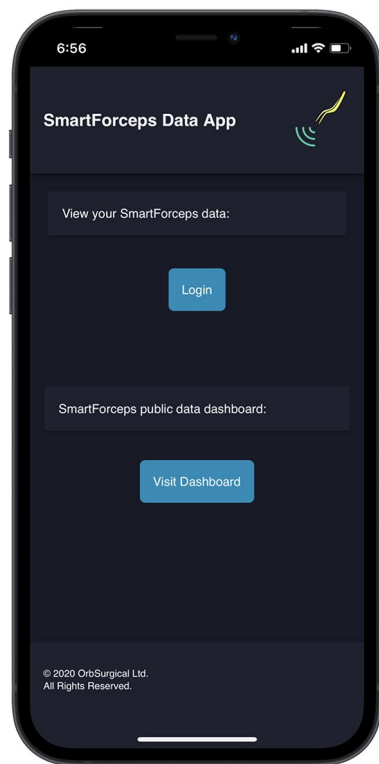 6:56
SmartForceps Data App
View your SmartForceps data:
Login
SmartForceps public data dashboard:
Visit Dashboard
© 2020 OrbSurgical Ltd.
All Rights Reserved.